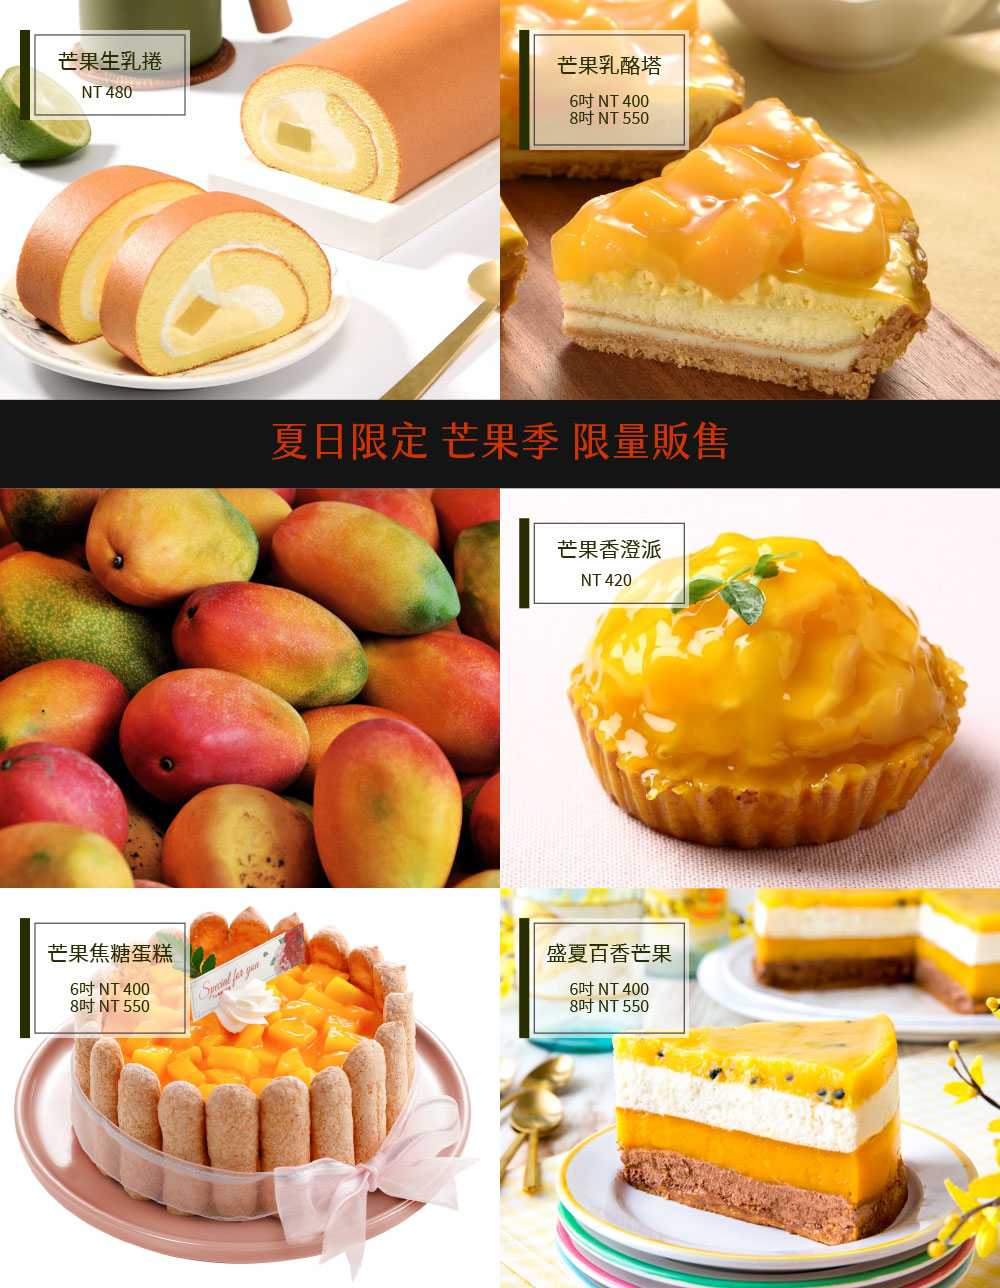 芒果生乳捲
NT 480
芒果乳酪塔
6吋 NT 400
8吋 NT 550
夏日限定 芒果季 限量販售
芒果香澄派
NT 420
芒果焦糖蛋糕
6吋 NT 400
8吋 NT 550
Special for you
盛夏百香芒果
6吋 NT 400
8吋 NT 550